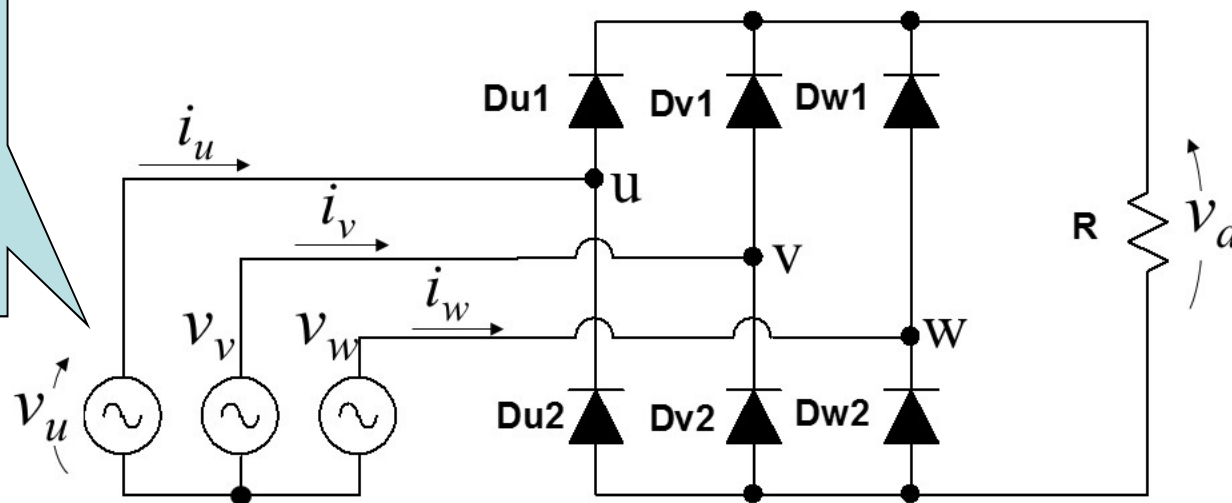 Du1
Dv1
Dw1
i_u
u
i_v
v
i_w
w
R
v_d
v_v
v_w
v_u
Du2
Dv2
Dw2